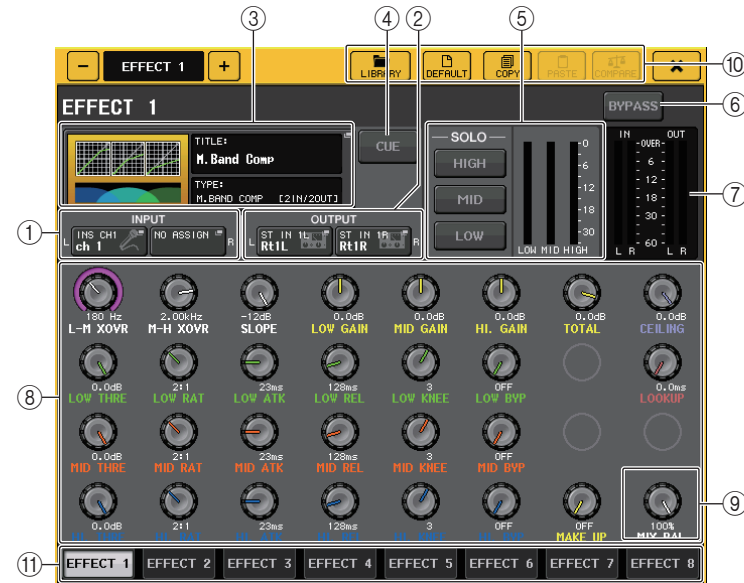 ③ ④ ② ⑤
− EFFECT 1 + LIBRARY DEFAULT COPY PASTE COMPARE × ⑩
EFFECT 1 BYPASS ⑥
TITLE:
M.Band Comp
TYPE:
M.BAND COMP [2IN/2OUT]
CUE
SOLO
HIGH
MID
LOW
0
-6
-12
-18
-30
LOW MID HIGH
IN OUT
-OVER-
6
12
18
30
60
L R L R
⑦
① INPUT OUTPUT
L INS CH1 NO ASSIGN R L ST IN 1L ST IN 1R R
ch 1 Rt1L Rt1R
180 Hz 2.00kHz -12dB 0.0dB 0.0dB 0.0dB 0.0dB 0.0dB
L-M XOVR M-H XOVR SLOPE LOW GAIN MID GAIN HI. GAIN TOTAL CEILING
⑧
0.0dB 2:1 23ms 128ms 3 OFF 0.0ms
LOW THRE LOW RAT LOW ATK LOW REL LOW KNEE LOW BYP LOOKUP
0.0dB 2:1 23ms 128ms 3 OFF
MID THRE MID RAT MID ATK MID REL MID KNEE MID BYP
⑨
0.0dB 2:1 23ms 128ms 3 OFF OFF 100%
MAKE UP MIX BAL
⑪ EFFECT 1 EFFECT 2 EFFECT 3 EFFECT 4 EFFECT 5 EFFECT 6 EFFECT 7 EFFECT 8